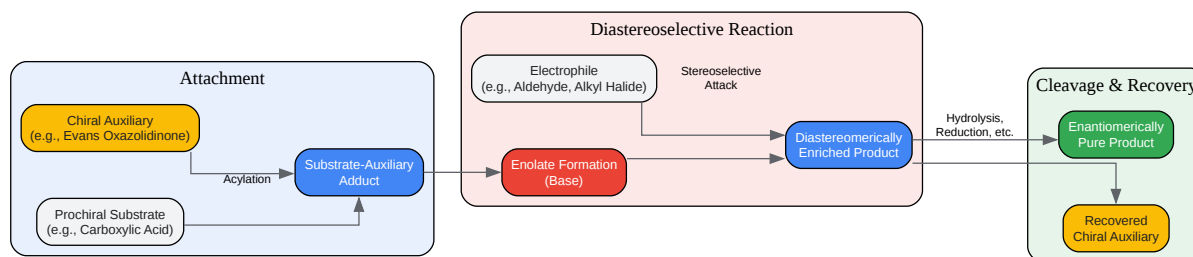 Attachment
Chiral Auxiliary
(e.g., Evans Oxazolidinone)
Acylation
Substrate-Auxiliary
Adduct
Prochiral Substrate
(e.g., Carboxylic Acid)
Diastereoselective Reaction
Electrophile
(e.g., Aldehyde, Alkyl Halide)
Stereoselective
Attack
Enolate Formation
(Base)
Diastereomerically
Enriched Product
Hydrolysis,
Reduction, etc.
Cleavage & Recovery
Enantiomerically
Pure Product
Recovered
Chiral Auxiliary